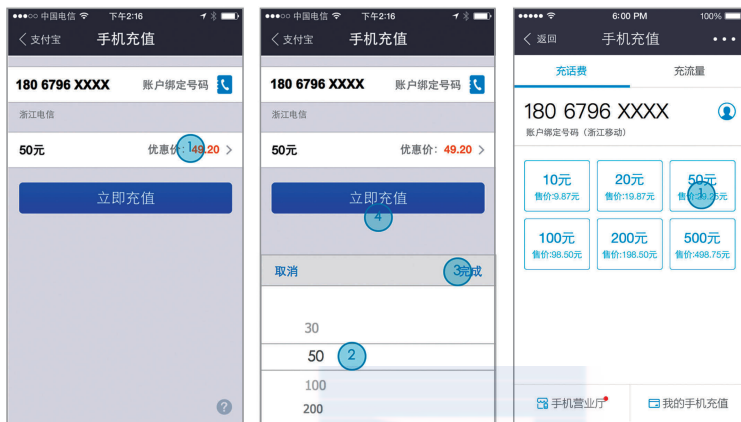 中国电信 下午2:16
支付宝 手机充值
180 6796 XXXX 账户绑定号码
浙江电信
50元 优惠价: 49.20
1
立即充值
?
中国电信 下午2:16
支付宝 手机充值
180 6796 XXXX 账户绑定号码
浙江电信
50元 优惠价: 49.20
立即充值
4
取消 完成
3
30
50
2
100
200
6:00 PM 100%
返回 手机充值
充话费 充流量
180 6796 XXXX
账户绑定号码（浙江移动）
10元 20元 50元
售价:9.87元 售价:19.87元
1
100元 200元 500元
售价:98.50元 售价:198.50元 售价:498.75元
手机营业厅 我的手机充值